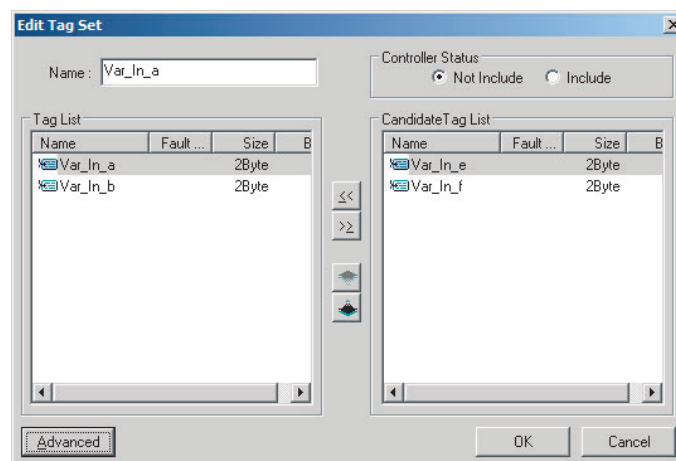 Edit Tag Set
Name : Var_In_a
Controller Status
Not Include Include
Tag List
Name Fault ... Size B
Var_In_a 2Byte
Var_In_b 2Byte
<<
>>
CandidateTag List
Name Fault ... Size B
Var_In_e 2Byte
Var_In_f 2Byte
Advanced
OK Cancel